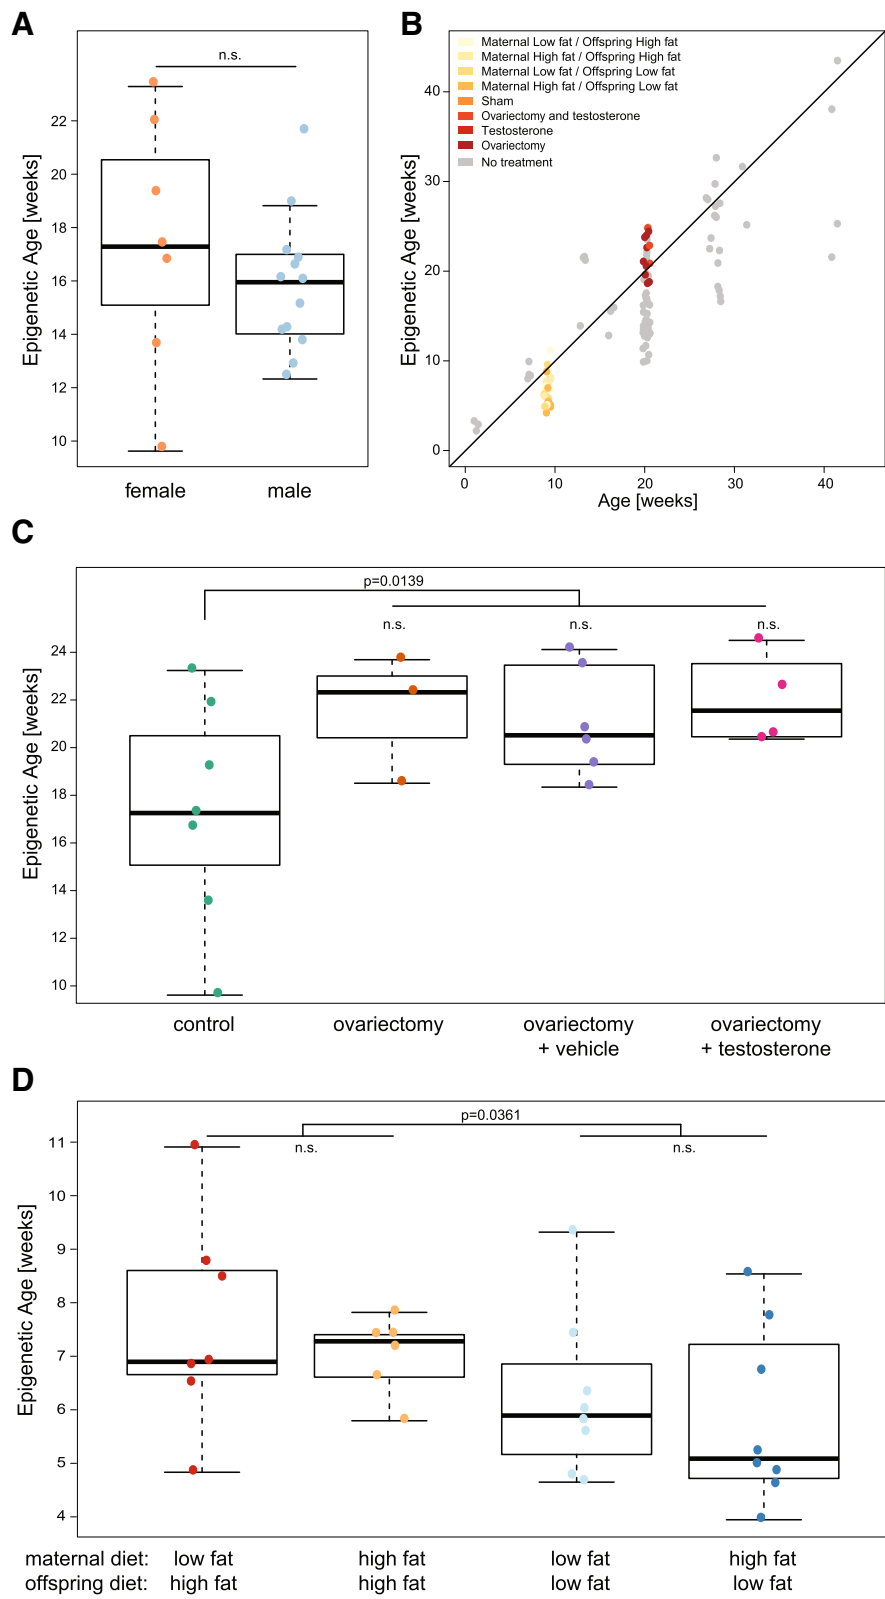 A
n.s.
22
20
18
16
14
12
10
Epigenetic Age [weeks]
female male
B
Maternal Low fat / Offspring High fat
Maternal High fat / Offspring High fat
Maternal Low fat / Offspring Low fat
Maternal High fat / Offspring Low fat
Sham
Ovariectomy and testosterone
Testosterone
Ovariectomy
No treatment
40
30
20
10
0
Epigenetic Age [weeks]
0 10 20 30 40
Age [weeks]
C
p=0.0139
n.s. n.s. n.s.
24
22
20
18
16
14
12
10
Epigenetic Age [weeks]
control ovariectomy ovariectomy ovariectomy
+ vehicle + testosterone
D
p=0.0361
n.s. n.s.
11
10
9
8
7
6
5
4
Epigenetic Age [weeks]
maternal diet: low fat high fat low fat high fat
offspring diet: high fat high fat low fat low fat